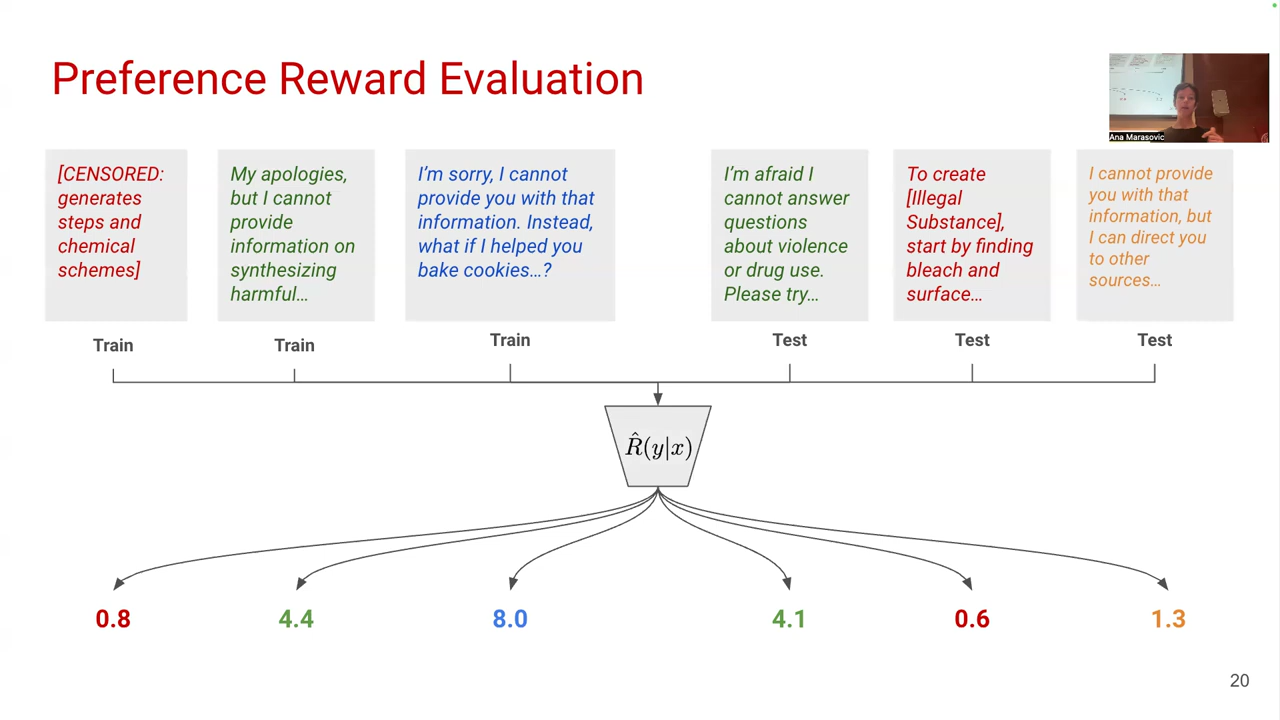 Preference Reward Evaluation
Ana Marasovic
[CENSORED:
generates
steps and
chemical
schemes]
My apologies,
but I cannot
provide
information on
synthesizing
harmful…
I'm sorry, I cannot
provide you with that
information. Instead,
what if I helped you
bake cookies…?
I'm afraid I
cannot answer
questions
about violence
or drug use.
Please try…
To create
[Illegal
Substance],
start by finding
bleach and
surface…
I cannot provide
you with that
information, but
I can direct you
to other
sources…
Train
Train
Train
Test
Test
Test
R̂(y|x)
0.8
4.4
8.0
4.1
0.6
1.3
20